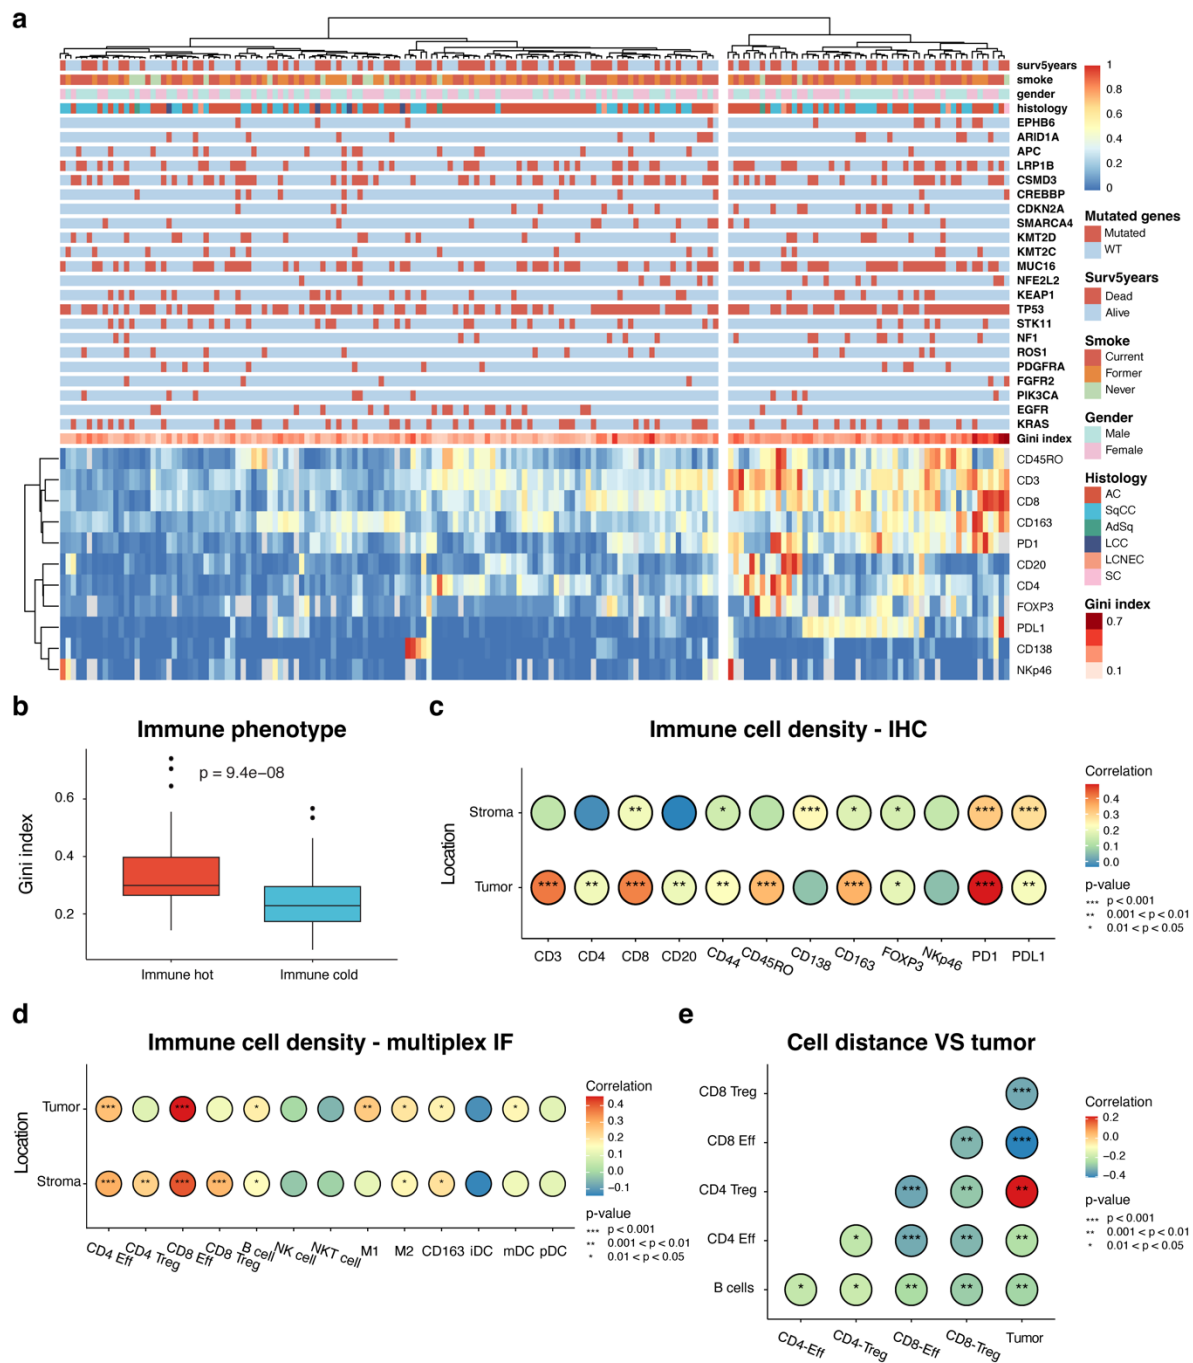 a
surv5years
smoke
gender
histology
EPHB6
ARID1A
APC
LRP1B
CSMD3
CREBBP
CDKN2A
SMARCA4
KMT2D
KMT2C
MUC16
NFE2L2
KEAP1
TP53
STK11
NF1
ROS1
PDGFRA
FGFR2
PIK3CA
EGFR
KRAS
Gini index
CD45RO
CD3
CD8
CD163
PD1
CD20
CD4
FOXP3
PDL1
CD138
NKp46
1
0.8
0.6
0.4
0.2
0
Mutated genes
Mutated
WT
Surv5years
Dead
Alive
Smoke
Current
Former
Never
Gender
Male
Female
Histology
AC
SqCC
AdSq
LCC
LCNEC
SC
Gini index
0.7
0.1
b
Immune phenotype
p = 9.4e−08
Gini index
0.6
0.4
0.2
Immune hot
Immune cold
c
Immune cell density - IHC
Location
Stroma
** * *** * * *** ***
Tumor
*** ** *** ** ** *** *** * *** **
CD3 CD4 CD8 CD20 CD44 CD45RO CD138 CD163 FOXP3 NKp46 PD1 PDL1
Correlation
0.4
0.3
0.2
0.1
0.0
p-value
*** p < 0.001
** 0.001 < p < 0.01
* 0.01 < p < 0.05
d
Immune cell density - multiplex IF
Location
Tumor
*** *** * ** * * *
Stroma
*** ** *** *** * * *
CD4 Eff CD4 Treg CD8 Eff CD8 Treg B cell NK cell NKT cell M1 M2 CD163 iDC mDC pDC
Correlation
0.4
0.3
0.2
0.1
0.0
−0.1
p-value
*** p < 0.001
** 0.001 < p < 0.01
* 0.01 < p < 0.05
e
Cell distance VS tumor
CD8 Treg
***
CD8 Eff
** ***
CD4 Treg
*** ** **
CD4 Eff
* *** ** **
B cells
* * ** ** **
CD4-Eff CD4-Treg CD8-Eff CD8-Treg Tumor
Correlation
0.2
0.0
−0.2
−0.4
p-value
*** p < 0.001
** 0.001 < p < 0.01
* 0.01 < p < 0.05